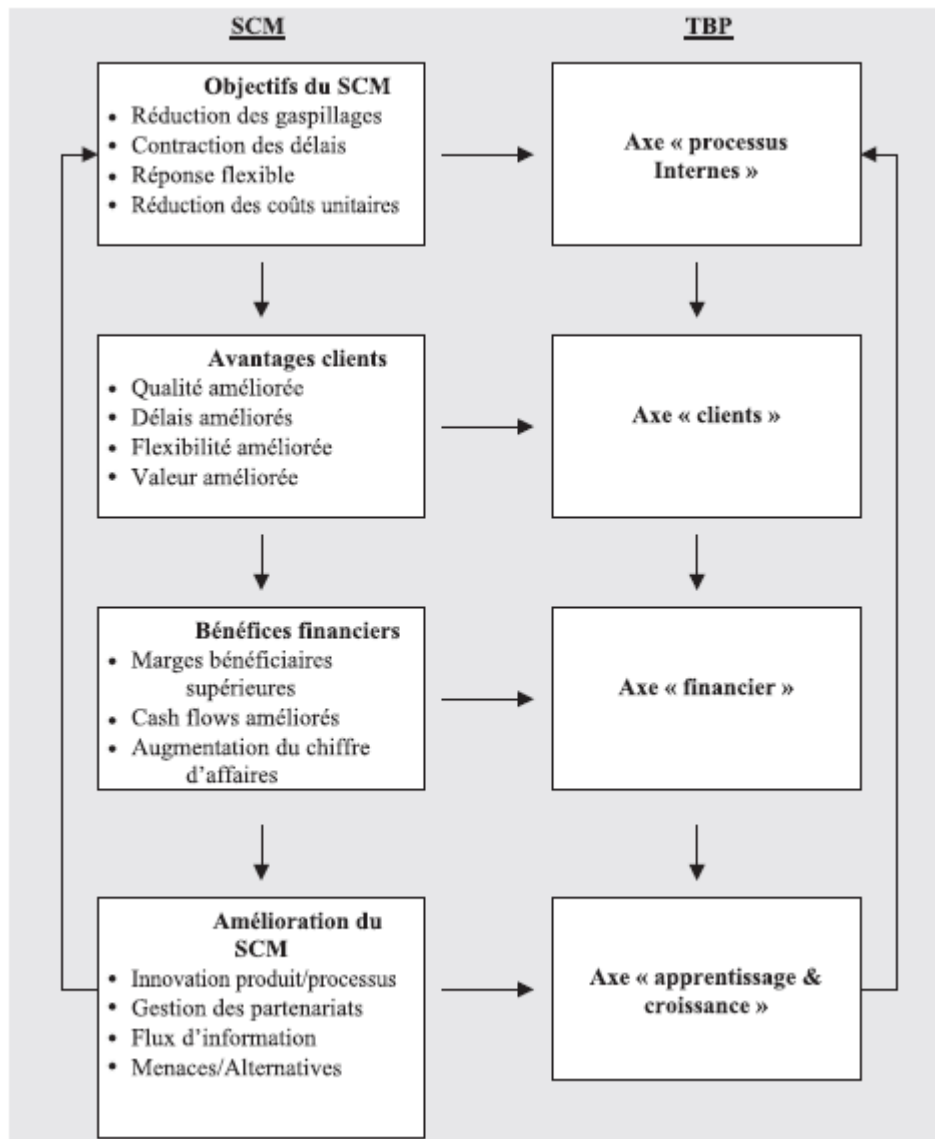 SCM
TBP
Objectifs du SCM
• Réduction des gaspillages
• Contraction des délais
• Réponse flexible
• Réduction des coûts unitaires
Axe « processus
Internes »
Avantages clients
• Qualité améliorée
• Délais améliorés
• Flexibilité améliorée
• Valeur améliorée
Axe « clients »
Bénéfices financiers
• Marges bénéficiaires
supérieures
• Cash flows améliorés
• Augmentation du chiffre
d’affaires
Axe « financier »
Amélioration du
SCM
• Innovation produit/processus
• Gestion des partenariats
• Flux d’information
• Menaces/Alternatives
Axe « apprentissage &
croissance »